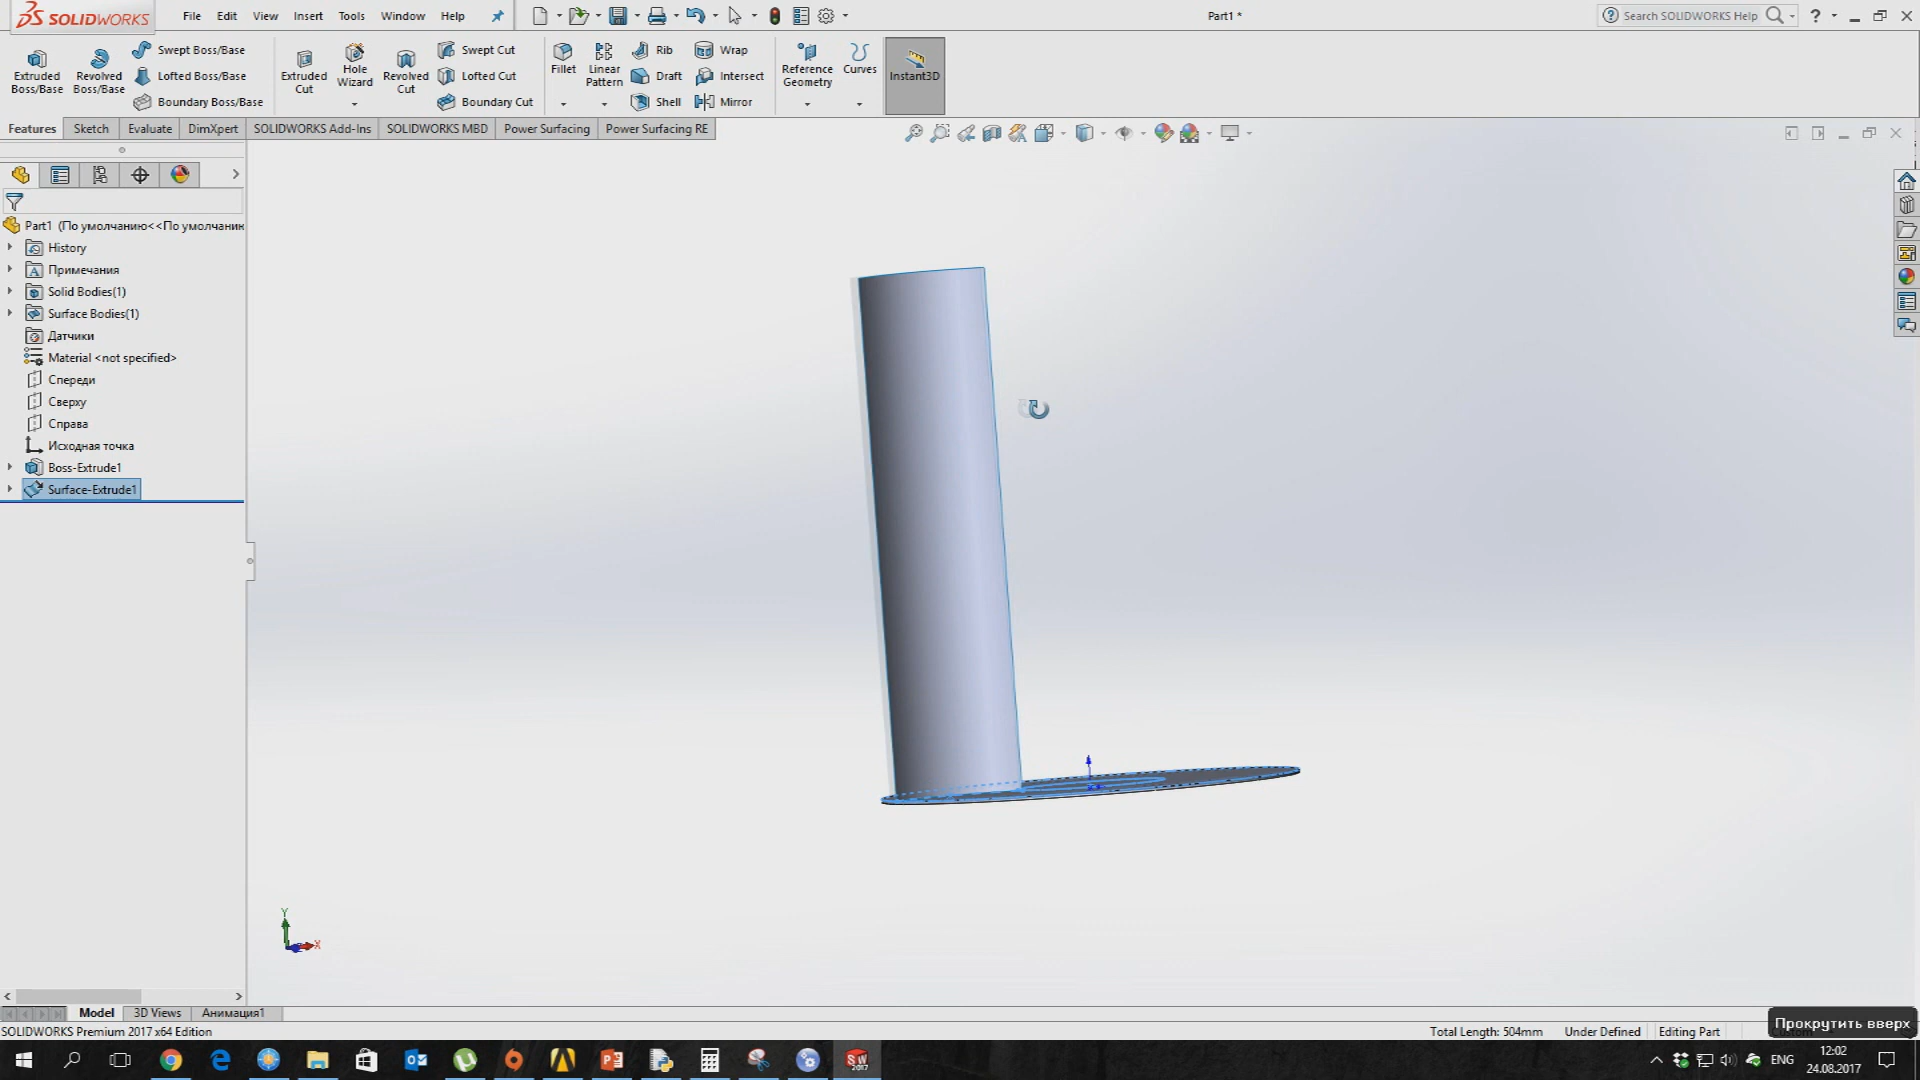 SOLIDWORKS File Edit View Insert Tools Window Help Part1 * Search SOLIDWORKS Help
Extruded Boss/Base
Revolved Boss/Base
Swept Boss/Base
Lofted Boss/Base
Boundary Boss/Base
Extruded Cut
Hole Wizard
Revolved Cut
Swept Cut
Lofted Cut
Boundary Cut
Fillet
Linear Pattern
Rib
Draft
Shell
Wrap
Intersect
Mirror
Reference Geometry
Curves
Instant3D
Features Sketch Evaluate DimXpert SOLIDWORKS Add-Ins SOLIDWORKS MBD Power Surfacing Power Surfacing RE
Part1 (По умолчанию<<По умолчанию
History
Примечания
Solid Bodies(1)
Surface Bodies(1)
Датчики
Material <not specified>
Спереди
Сверху
Справа
Исходная точка
Boss-Extrude1
Surface-Extrude1
Y
X
Model 3D Views Анимация1
Прокрутить вверх
SOLIDWORKS Premium 2017 x64 Edition Total Length: 504mm Under Defined Editing Part
ENG 12:02
24.08.2017